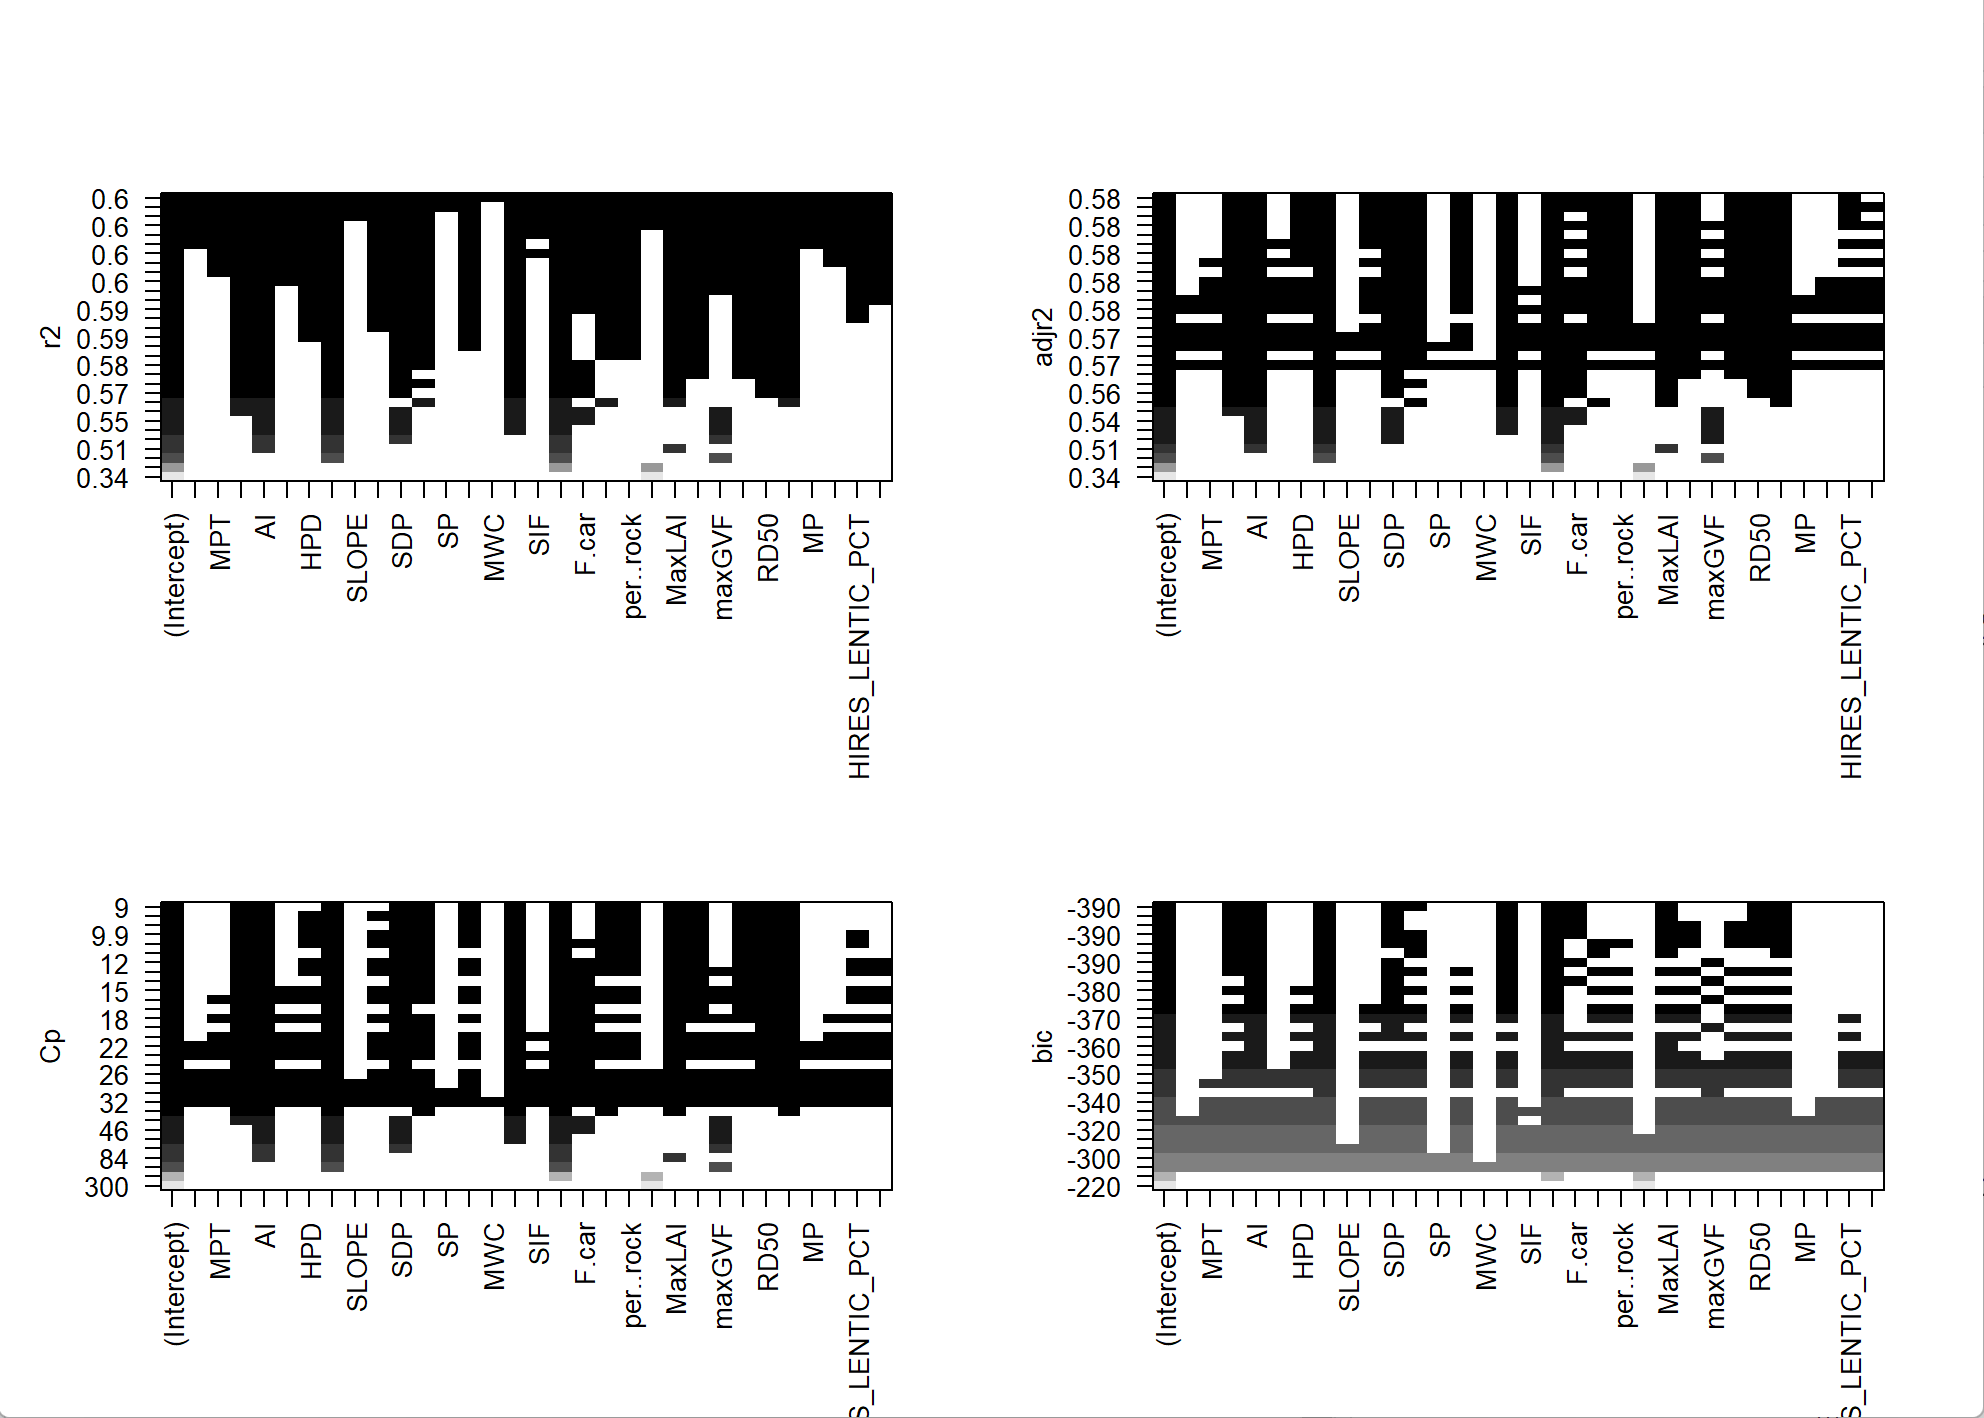 0.6
0.6
0.6
0.6
0.59
0.59
0.58
0.57
0.55
0.51
0.34
r2
(Intercept)
MPT
AI
HPD
SLOPE
SDP
SP
MWC
SIF
F.car
per..rock
MaxLAI
maxGVF
RD50
MP
HIRES_LENTIC_PCT
0.58
0.58
0.58
0.58
0.58
0.57
0.57
0.56
0.54
0.51
0.34
adjr2
(Intercept)
MPT
AI
HPD
SLOPE
SDP
SP
MWC
SIF
F.car
per..rock
MaxLAI
maxGVF
RD50
MP
HIRES_LENTIC_PCT
9
9.9
12
15
18
22
26
32
46
84
300
Cp
(Intercept)
MPT
AI
HPD
SLOPE
SDP
SP
MWC
SIF
F.car
per..rock
MaxLAI
maxGVF
RD50
MP
S_LENTIC_PCT
-390
-390
-390
-380
-370
-360
-350
-340
-320
-300
-220
bic
(Intercept)
MPT
AI
HPD
SLOPE
SDP
SP
MWC
SIF
F.car
per..rock
MaxLAI
maxGVF
RD50
MP
S_LENTIC_PCT